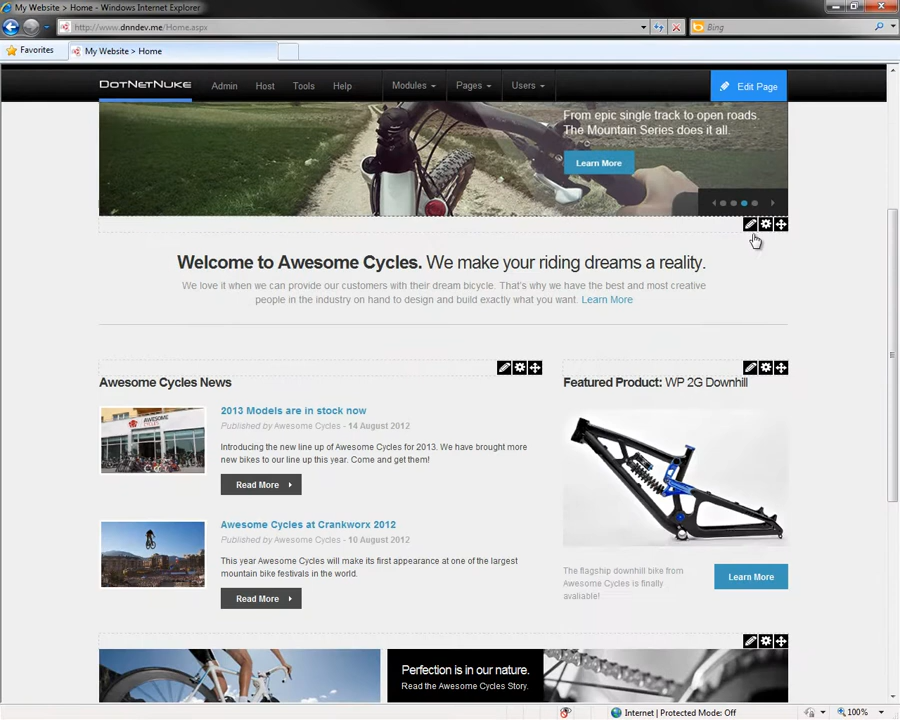 My Website > Home - Windows Internet Explorer
http://www.dnndev.me/Home.aspx
Bing
Favorites
My Website > Home
DOTNETNUKE
Admin
Host
Tools
Help
Modules
Pages
Users
Edit Page
From epic single track to open roads.
The Mountain Series does it all.
Learn More
Welcome to Awesome Cycles. We make your riding dreams a reality.
We love it when we can provide our customers with their dream bicycle. That's why we have the best and most creative
people in the industry on hand to design and build exactly what you want. Learn More
Awesome Cycles News
2013 Models are in stock now
Published by Awesome Cycles - 14 August 2012
Introducing the new line up of Awesome Cycles for 2013. We have brought more
new bikes to our line up this year. Come and get them!
Read More
Awesome Cycles at Crankworx 2012
Published by Awesome Cycles - 10 August 2012
This year Awesome Cycles will make its first appearance at one of the largest
mountain bike festivals in the world.
Read More
Featured Product: WP 2G Downhill
The flagship downhill bike from
Awesome Cycles is finally
avaliable!
Learn More
Perfection is in our nature.
Read the Awesome Cycles Story.
Internet | Protected Mode: Off
100%